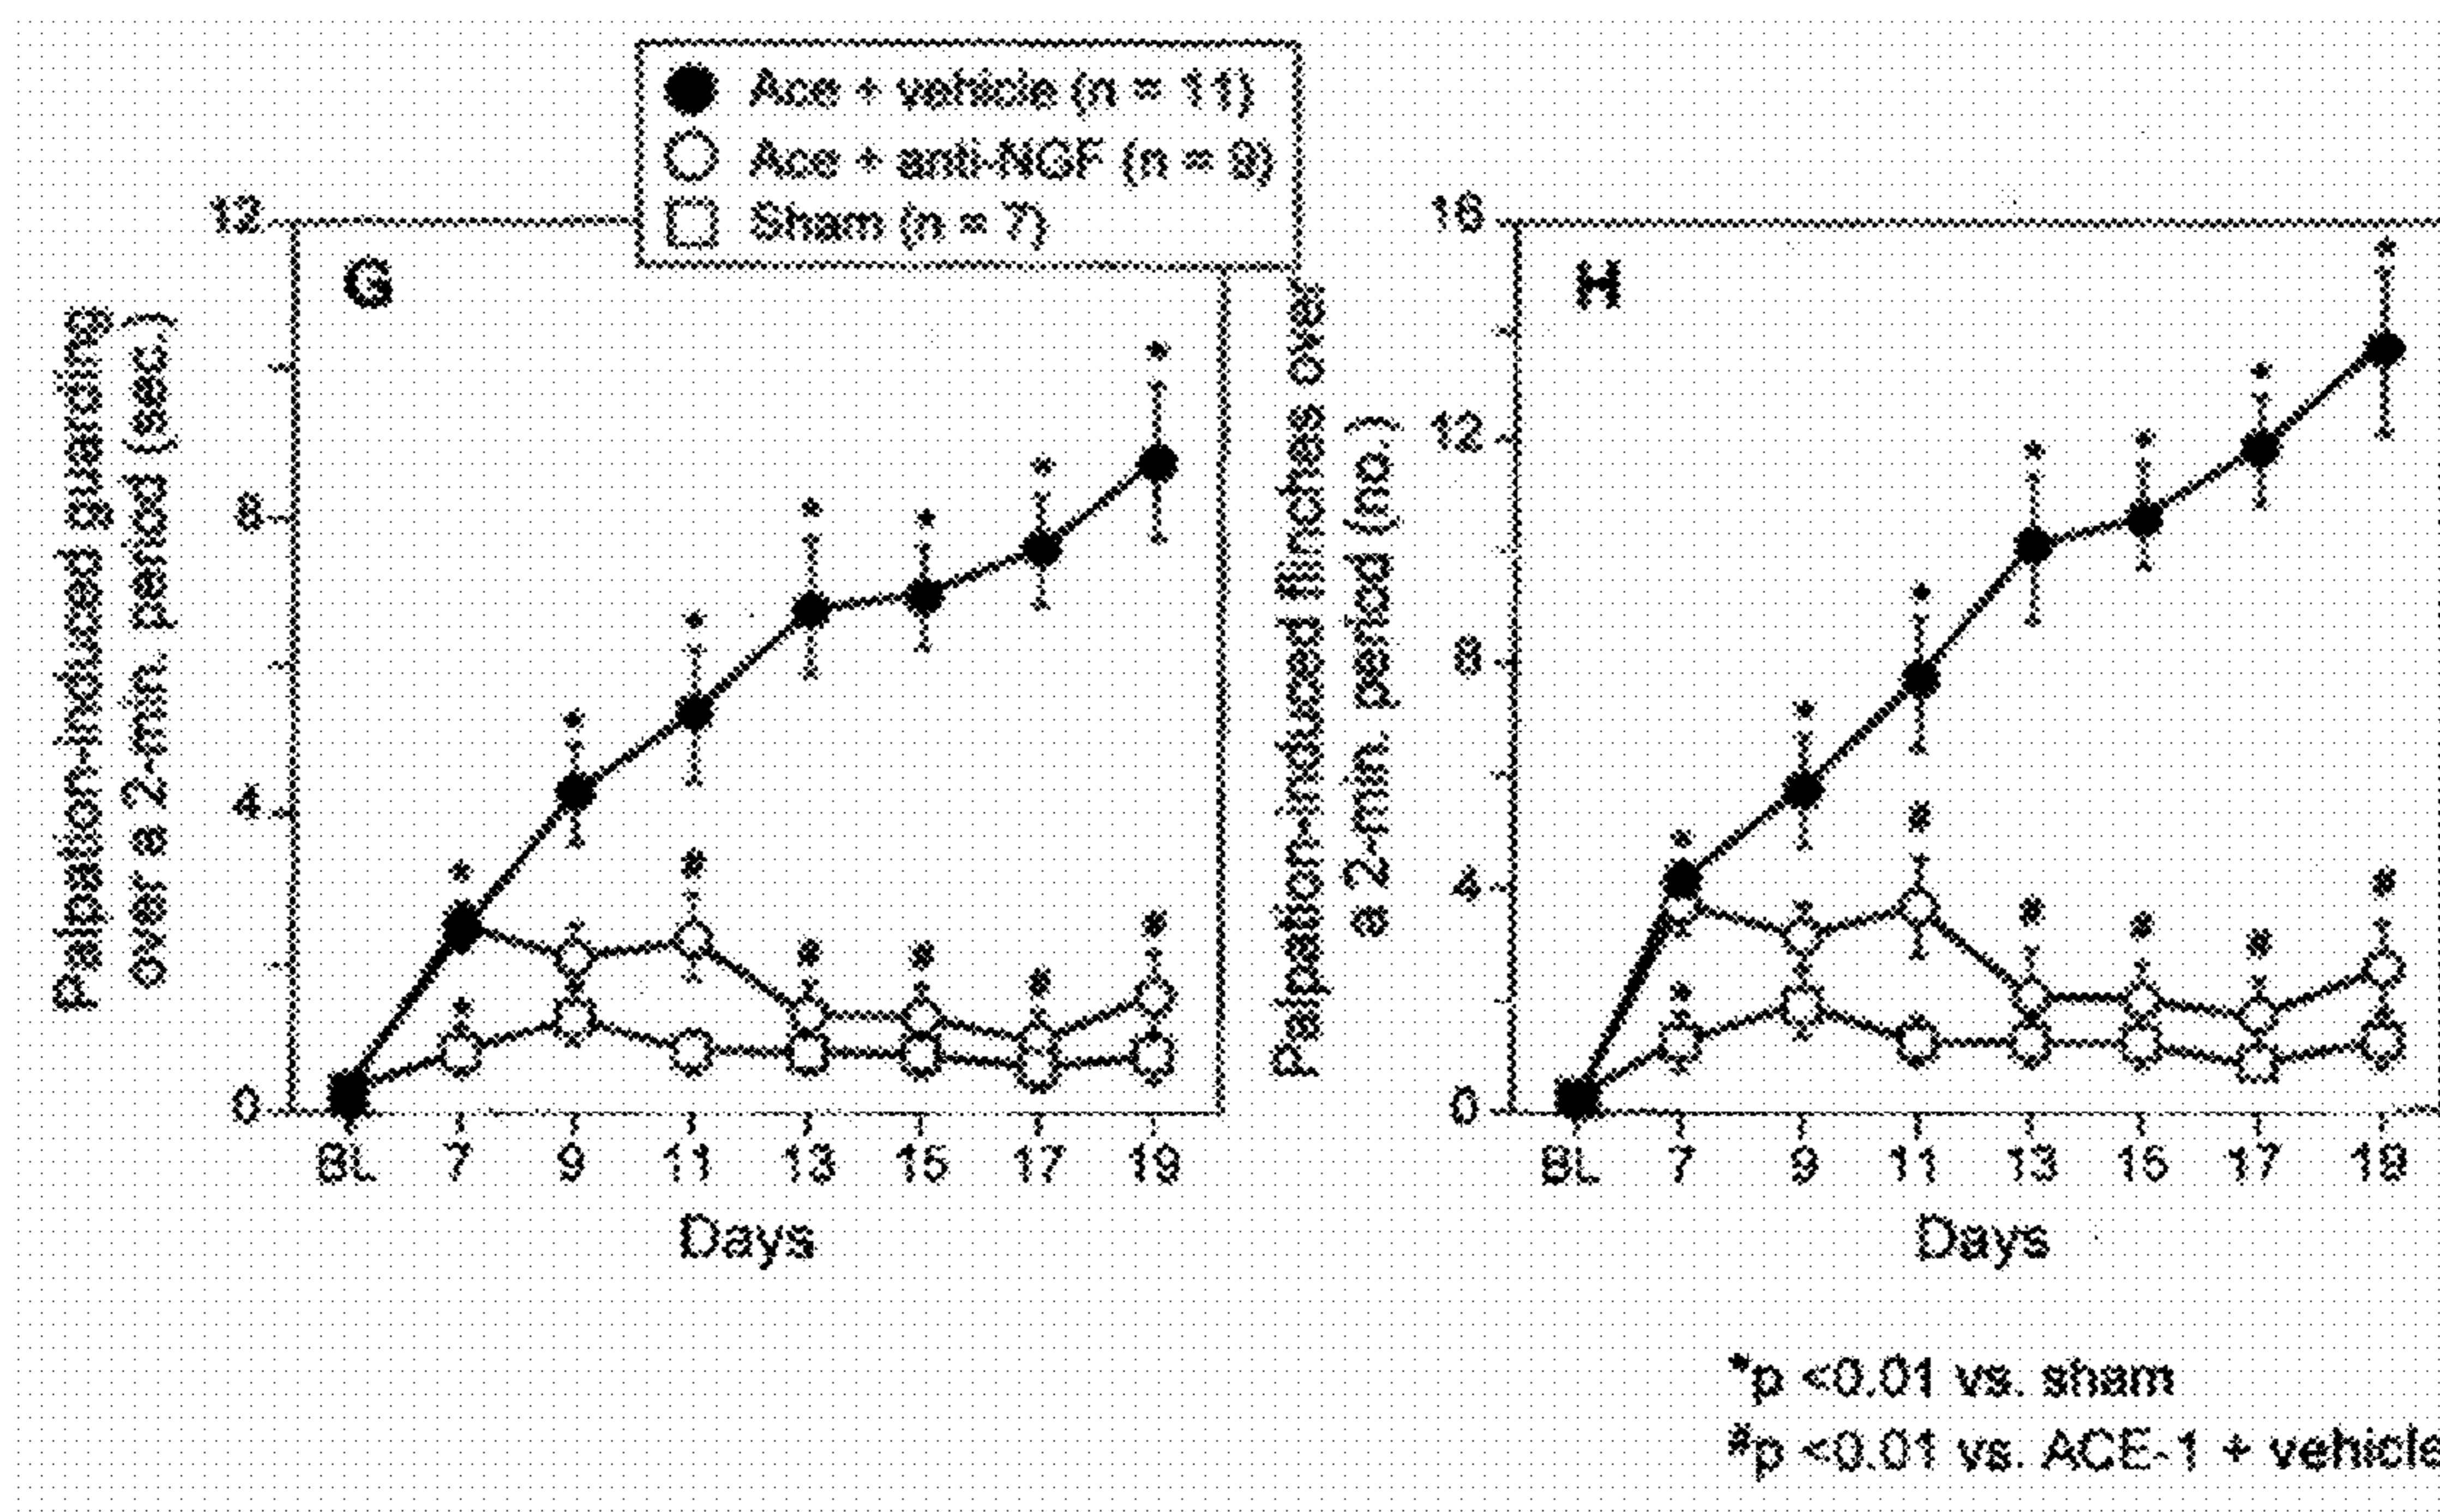 Ace + vehicle (n = 11)
Ace + anti-NGF (n = 9)
Sham (n = 7)
G
Palpation-induced guarding
over a 2-min. period (sec.)
12
8
4
0
BL 7 9 11 13 15 17 19
Days
H
Palpation-induced flinches over
a 2-min. period (no.)
16
12
8
4
0
BL 7 9 11 13 15 17 19
Days
*p <0.01 vs. sham
#p <0.01 vs. ACE-1 + vehicle